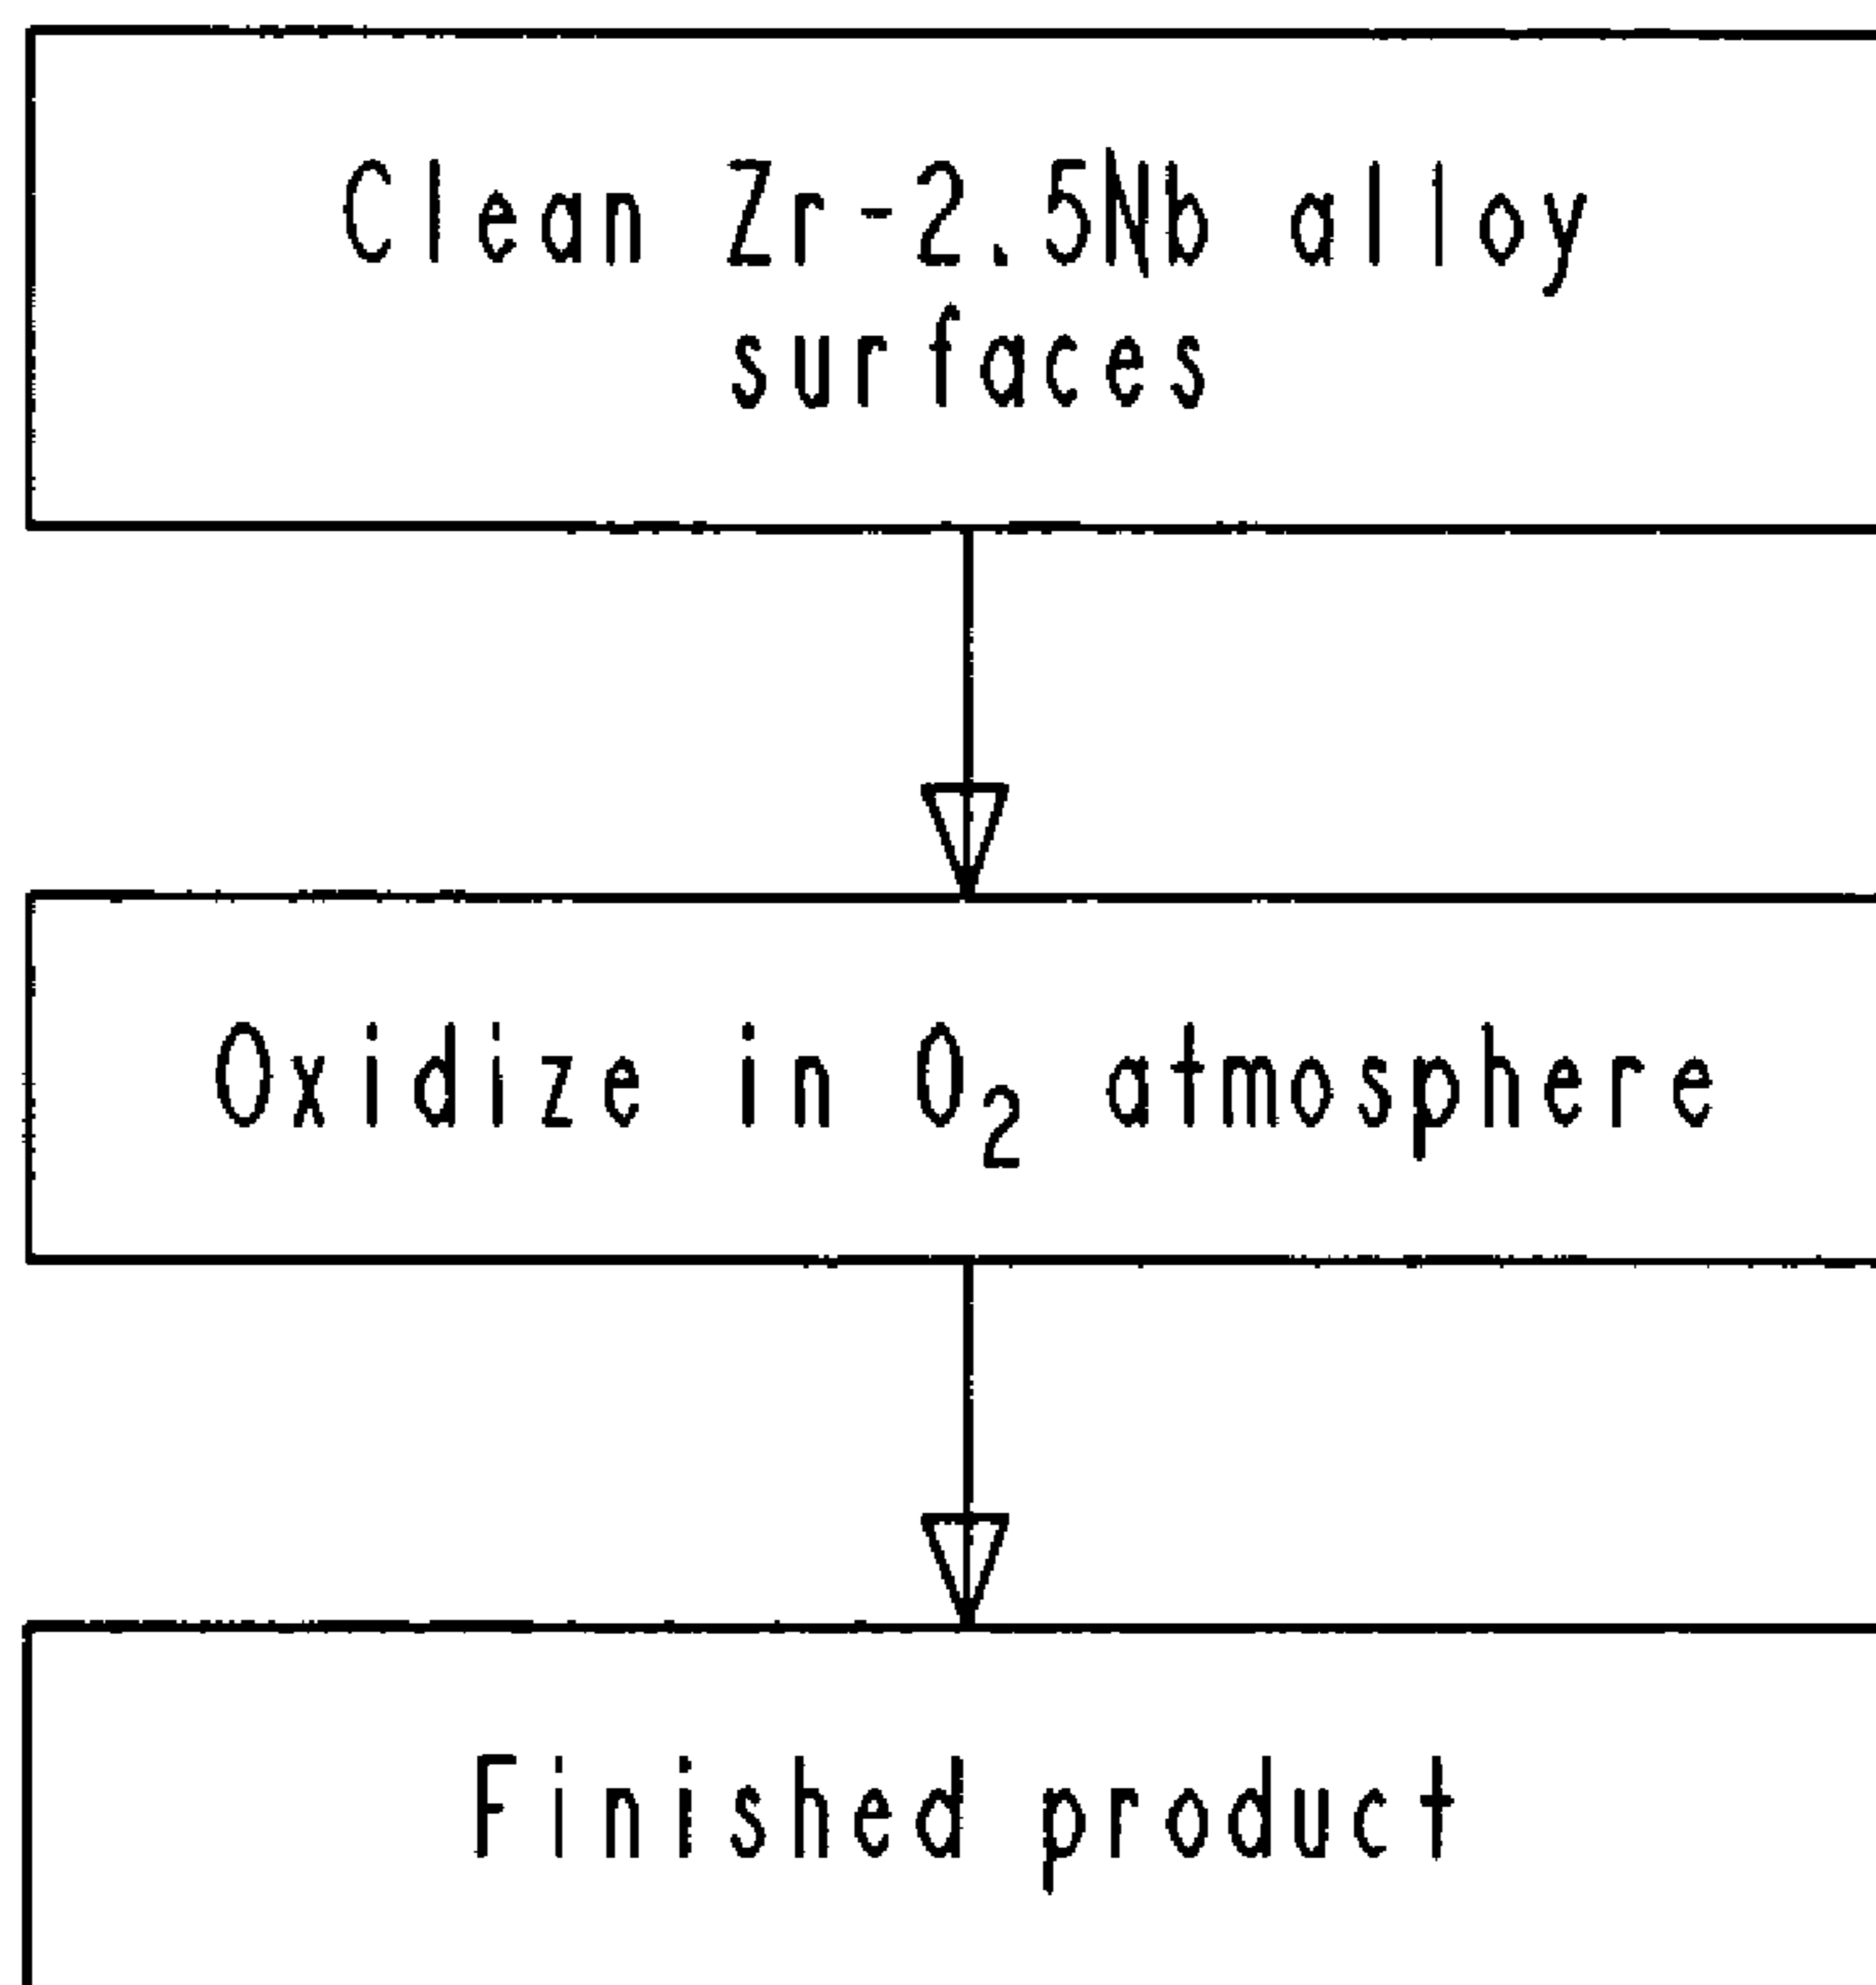 Clean Zr-2.5Nb alloy
surfaces
Oxidize in O₂ atmosphere
Finished product